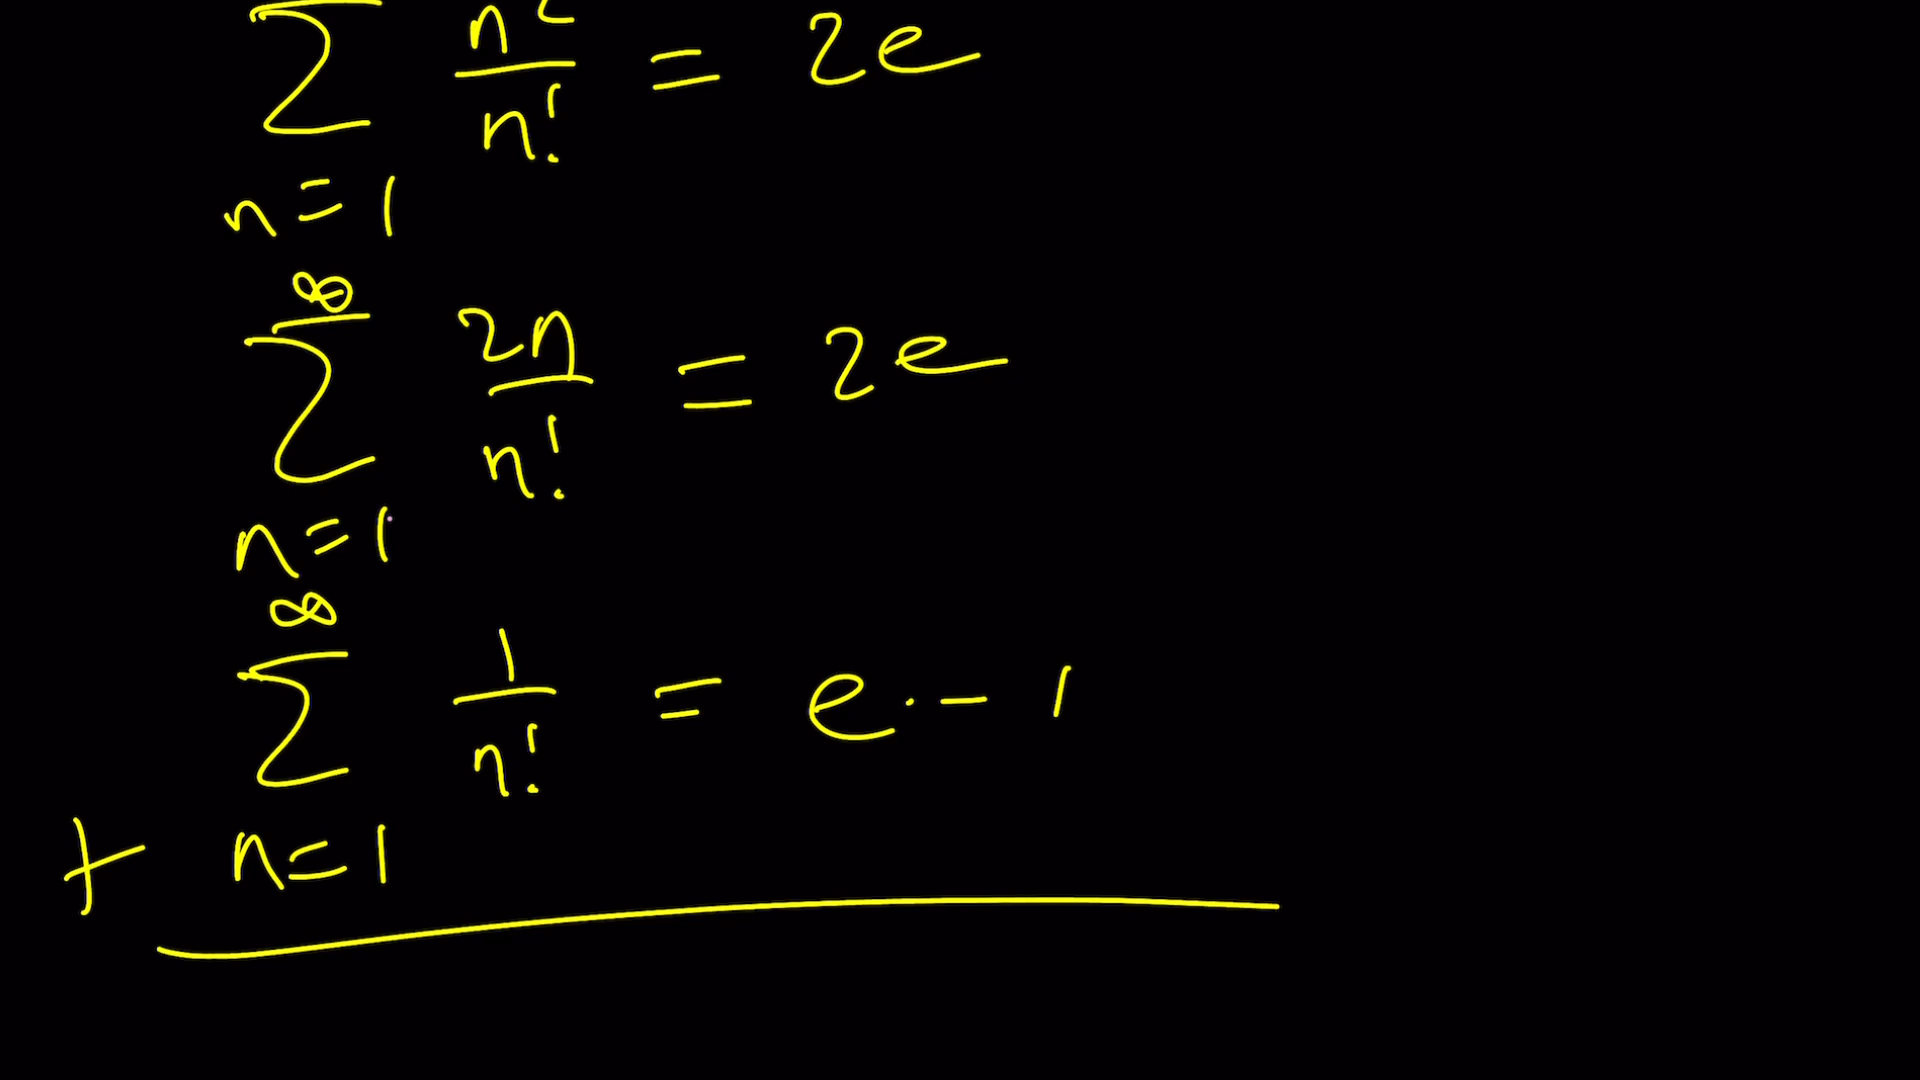 ∑ n²/n! = 2e
n = 1
∞
∑ 2n/n! = 2e
n = 1
∞
∑ 1/n! = e · - 1
+ n = 1